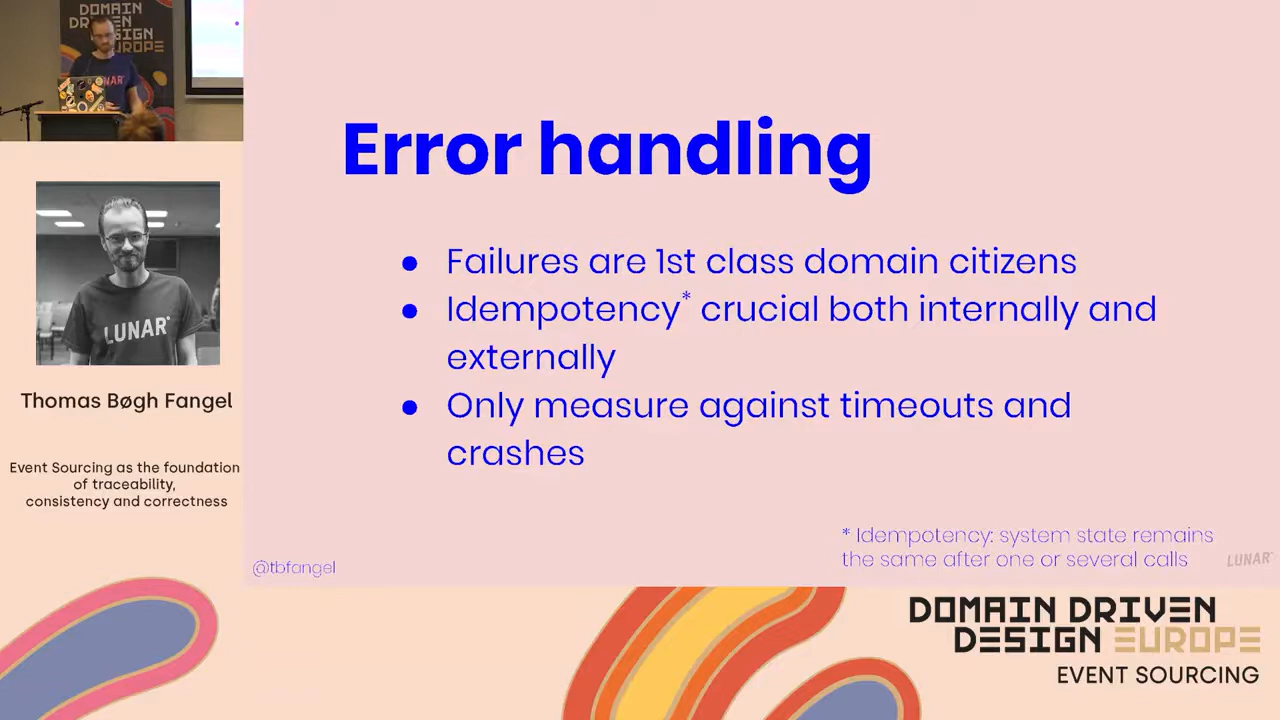 DOMAIN
DRIVEN
DESIGN
EUROPE
LUNAR
Thomas Bøgh Fangel
Event Sourcing as the foundation
of traceability,
consistency and correctness
Error handling
● Failures are 1st class domain citizens
● Idempotency* crucial both internally and
externally
● Only measure against timeouts and
crashes
* Idempotency: system state remains
the same after one or several calls
LUNAR
@tbfangel
DOMAIN DRIVEN
DESIGN EUROPE
EVENT SOURCING